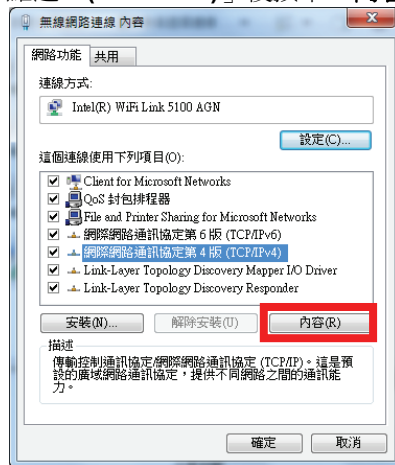 無線網路連線 內容
網路功能 共用
連線方式:
Intel(R) WiFi Link 5100 AGN
設定(C)...
這個連線使用下列項目(O):
Client for Microsoft Networks
QoS 封包排程器
File and Printer Sharing for Microsoft Networks
網際網路通訊協定第 6 版 (TCP/IPv6)
網際網路通訊協定第 4 版 (TCP/IPv4)
Link-Layer Topology Discovery Mapper I/O Driver
Link-Layer Topology Discovery Responder
安裝(N)... 解除安裝(U) 內容(R)
描述
傳輸控制通訊協定/網際網路通訊協定 (TCP/IP)。這是預
設的廣域網路通訊協定，提供不同網路之間的通訊能
力。
確定 取消